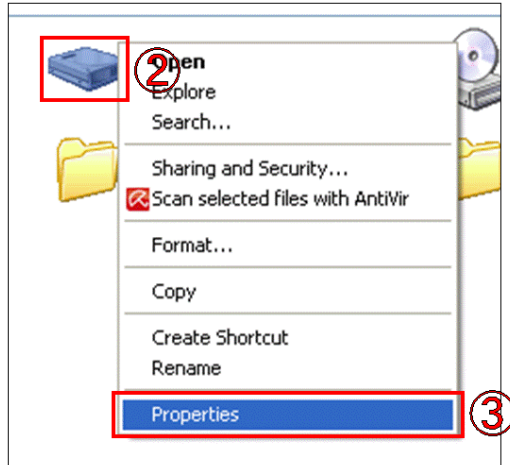 ②
Open
Explore
Search...
Sharing and Security...
Scan selected files with AntiVir
Format...
Copy
Create Shortcut
Rename
Properties
③